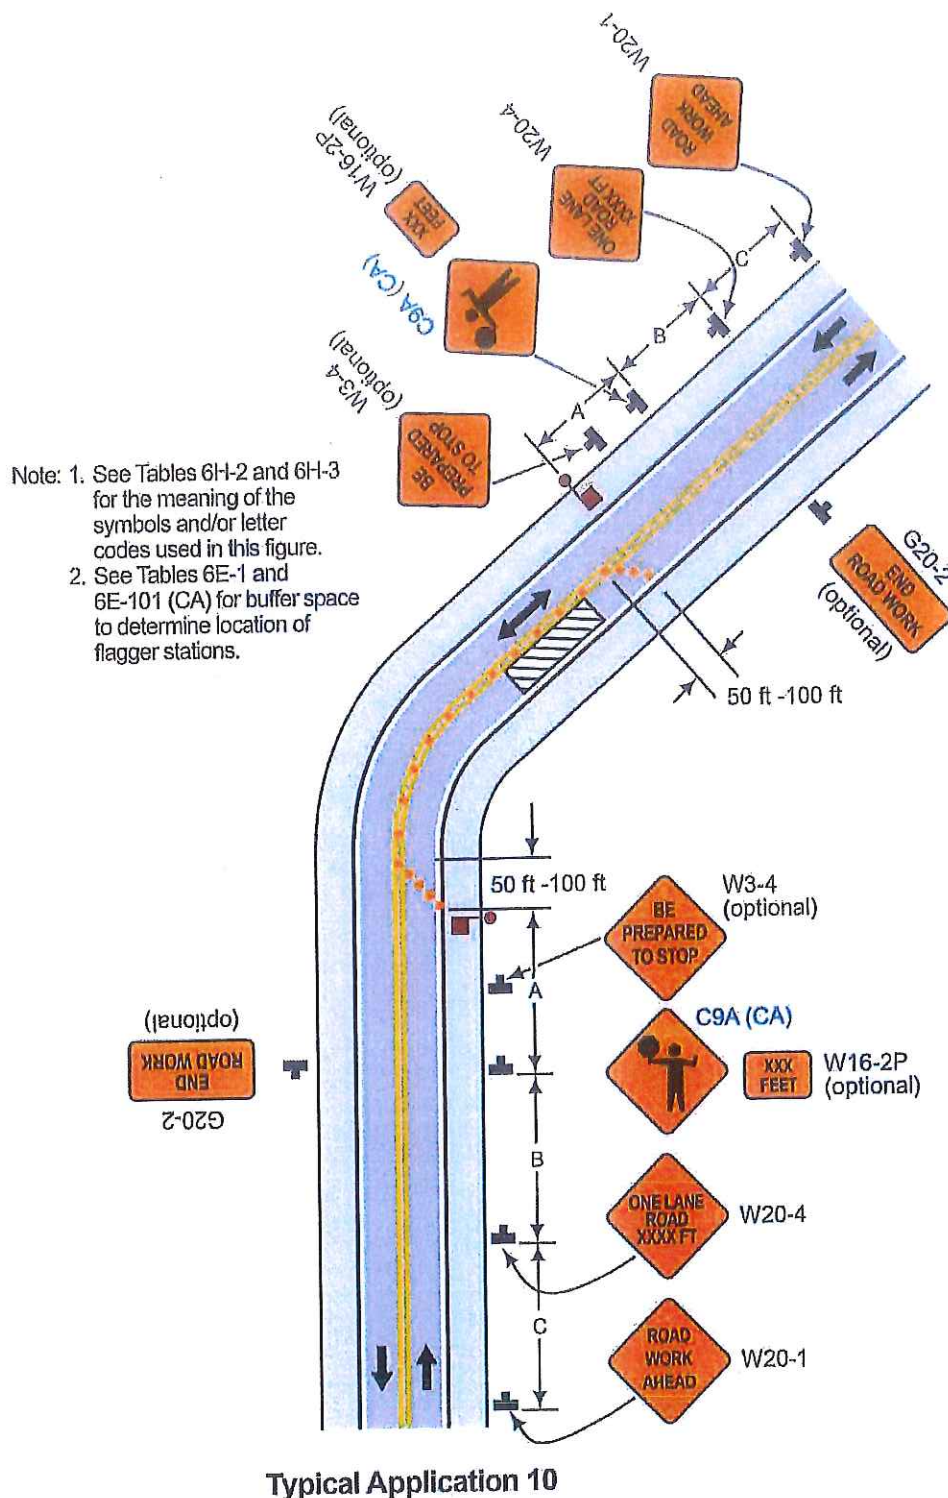 W20-1
ROAD
WORK
AHEAD
W20-4
ONE LANE
ROAD
XXXX FT
W16-2P
(optional)
XXX
FEET
C9A (CA)
W3-4
(optional)
BE
PREPARED
TO STOP
A
B
C
Note: 1. See Tables 6H-2 and 6H-3
for the meaning of the
symbols and/or letter
codes used in this figure.
2. See Tables 6E-1 and
6E-101 (CA) for buffer space
to determine location of
flagger stations.
G20-2
END
ROAD WORK
(optional)
50 ft -100 ft
50 ft -100 ft
BE
PREPARED
TO STOP
W3-4
(optional)
A
C9A (CA)
XXX
FEET
W16-2P
(optional)
G20-2
END
ROAD WORK
(optional)
B
ONE LANE
ROAD
XXXX FT
W20-4
C
ROAD
WORK
AHEAD
W20-1
Typical Application 10